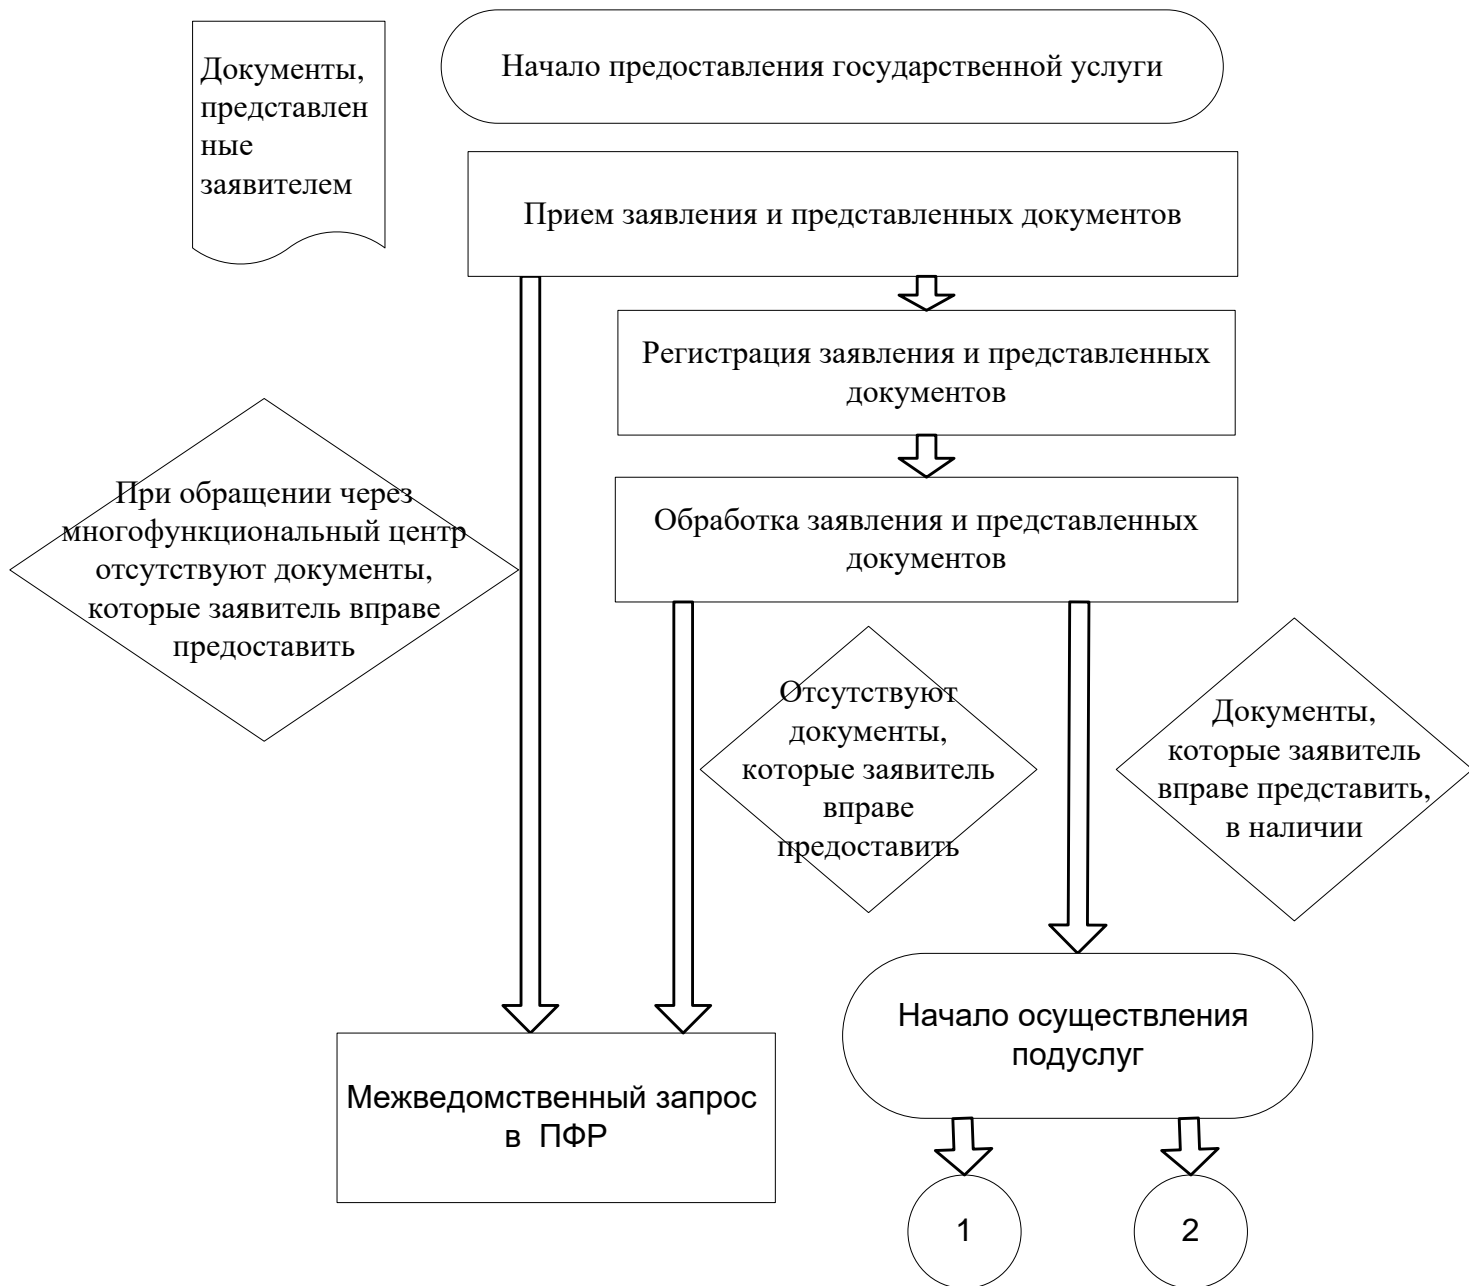 Документы,
представлен
ные
заявителем
Начало предоставления государственной услуги
Прием заявления и представленных документов
Регистрация заявления и представленных
документов
При обращении через
многофункциональный центр
отсутствуют документы,
которые заявитель вправе
предоставить
Обработка заявления и представленных
документов
Отсутствуют
документы,
которые заявитель
вправе
предоставить
Документы,
которые заявитель
вправе представить,
в наличии
Начало осуществления
подуслуг
Межведомственный запрос
в ПФР
1
2